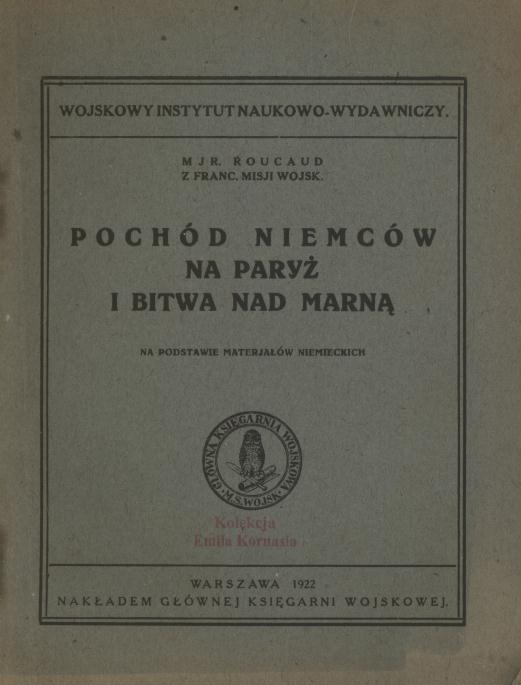 WOJSKOWY INSTYTUT NAUKOWO-WYDAWNICZY.
MJR. ROUCAUD
Z FRANC. MISJI WOJSK.
POCHÓD NIEMCÓW
NA PARYŻ
I BITWA NAD MARNĄ
NA PODSTAWIE MATERJAŁÓW NIEMIECKICH
GŁÓWNA KSIĘGARNIA WOJSKOWA
M.S.WOJSK.
Kolekcja
Emila Kornasia
WARSZAWA 1922
NAKŁADEM GŁÓWNEJ KSIĘGARNI WOJSKOWEJ.